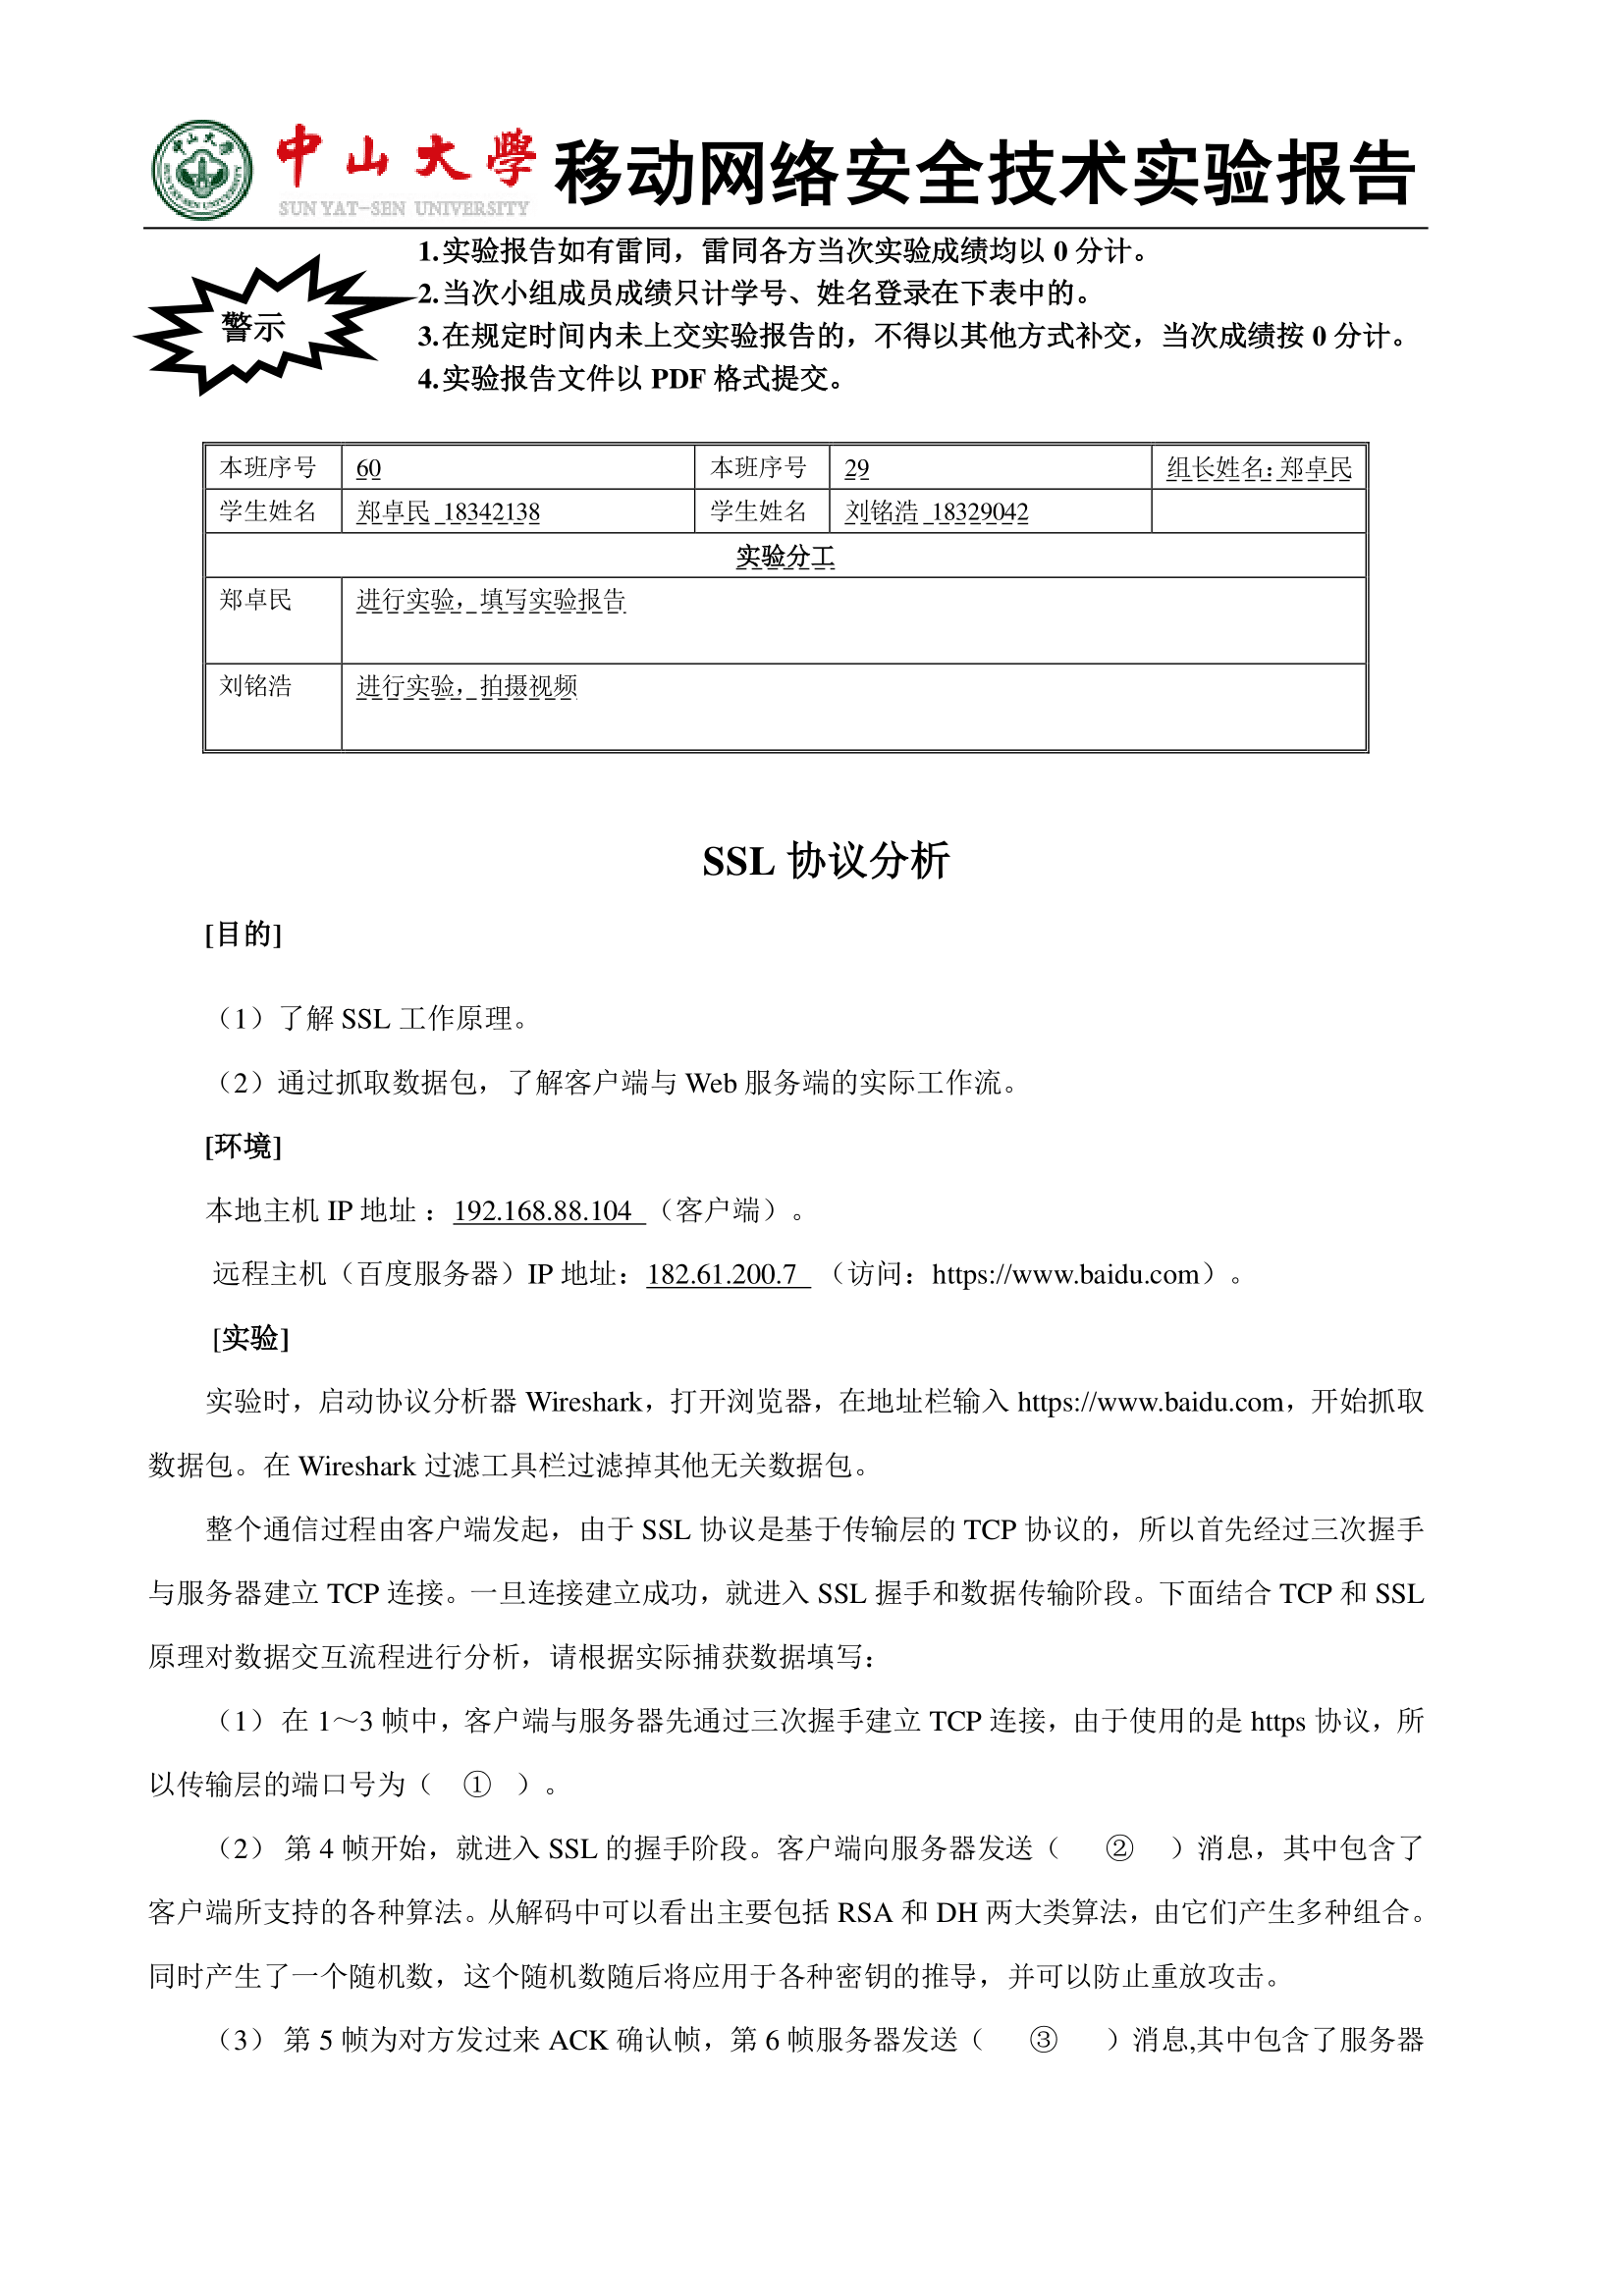 中山大學 移动网络安全技术实验报告
SUN YAT-SEN UNIVERSITY
警示
1.实验报告如有雷同，雷同各方当次实验成绩均以 0 分计。
2.当次小组成员成绩只计学号、姓名登录在下表中的。
3.在规定时间内未上交实验报告的，不得以其他方式补交，当次成绩按 0 分计。
4.实验报告文件以 PDF 格式提交。
本班序号 60 本班序号 29 组长姓名：郑卓民
学生姓名 郑卓民 18342138 学生姓名 刘铭浩 18329042
实验分工
郑卓民 进行实验，填写实验报告
刘铭浩 进行实验，拍摄视频
SSL 协议分析
[目的]
（1）了解 SSL 工作原理。
（2）通过抓取数据包，了解客户端与 Web 服务端的实际工作流。
[环境]
本地主机 IP 地址 ： 192.168.88.104 （客户端）。
远程主机（百度服务器）IP 地址：182.61.200.7 （访问：https://www.baidu.com）。
[实验]
实验时，启动协议分析器 Wireshark，打开浏览器，在地址栏输入 https://www.baidu.com，开始抓取
数据包。在 Wireshark 过滤工具栏过滤掉其他无关数据包。
整个通信过程由客户端发起，由于 SSL 协议是基于传输层的 TCP 协议的，所以首先经过三次握手
与服务器建立 TCP 连接。一旦连接建立成功，就进入 SSL 握手和数据传输阶段。下面结合 TCP 和 SSL
原理对数据交互流程进行分析，请根据实际捕获数据填写：
（1） 在 1～3 帧中，客户端与服务器先通过三次握手建立 TCP 连接，由于使用的是 https 协议，所
以传输层的端口号为（ ① ）。
（2） 第 4 帧开始，就进入 SSL 的握手阶段。客户端向服务器发送（ ② ）消息，其中包含了
客户端所支持的各种算法。从解码中可以看出主要包括 RSA 和 DH 两大类算法，由它们产生多种组合。
同时产生了一个随机数，这个随机数随后将应用于各种密钥的推导，并可以防止重放攻击。
（3） 第 5 帧为对方发过来 ACK 确认帧，第 6 帧服务器发送（ ③ ）消息,其中包含了服务器